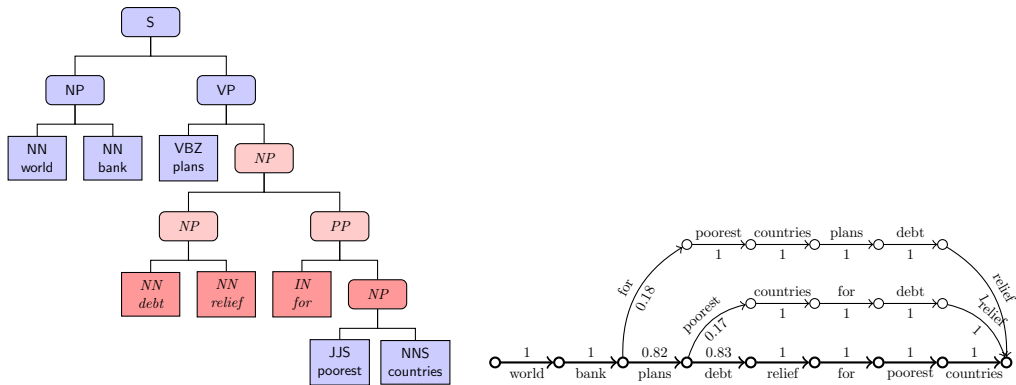 S
NP
VP
NN
world
NN
bank
VBZ
plans
NP
NP
PP
NN
debt
NN
relief
IN
for
NP
JJS
poorest
NNS
countries
poorest countries plans debt
1 1 1 1
for
0.18
relief
1
countries for debt
1 1 1
poorest
0.17
relief
1
1 1 0.82 0.83 1 1 1 1
world bank plans debt relief for poorest countries